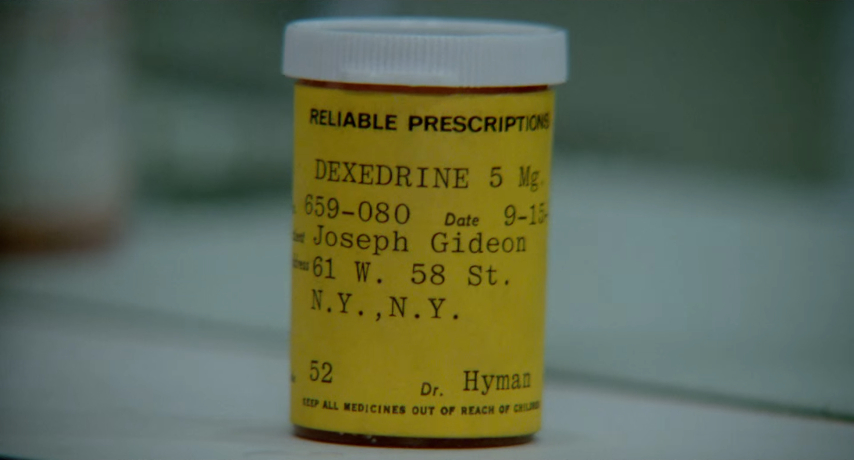 RELIABLE PRESCRIPTIONS
DEXEDRINE 5 Mg.
659-080 Date 9-15-
Joseph Gideon
61 W. 58 St.
N.Y.,N.Y.
52 Dr. Hyman
KEEP ALL MEDICINES OUT OF REACH OF